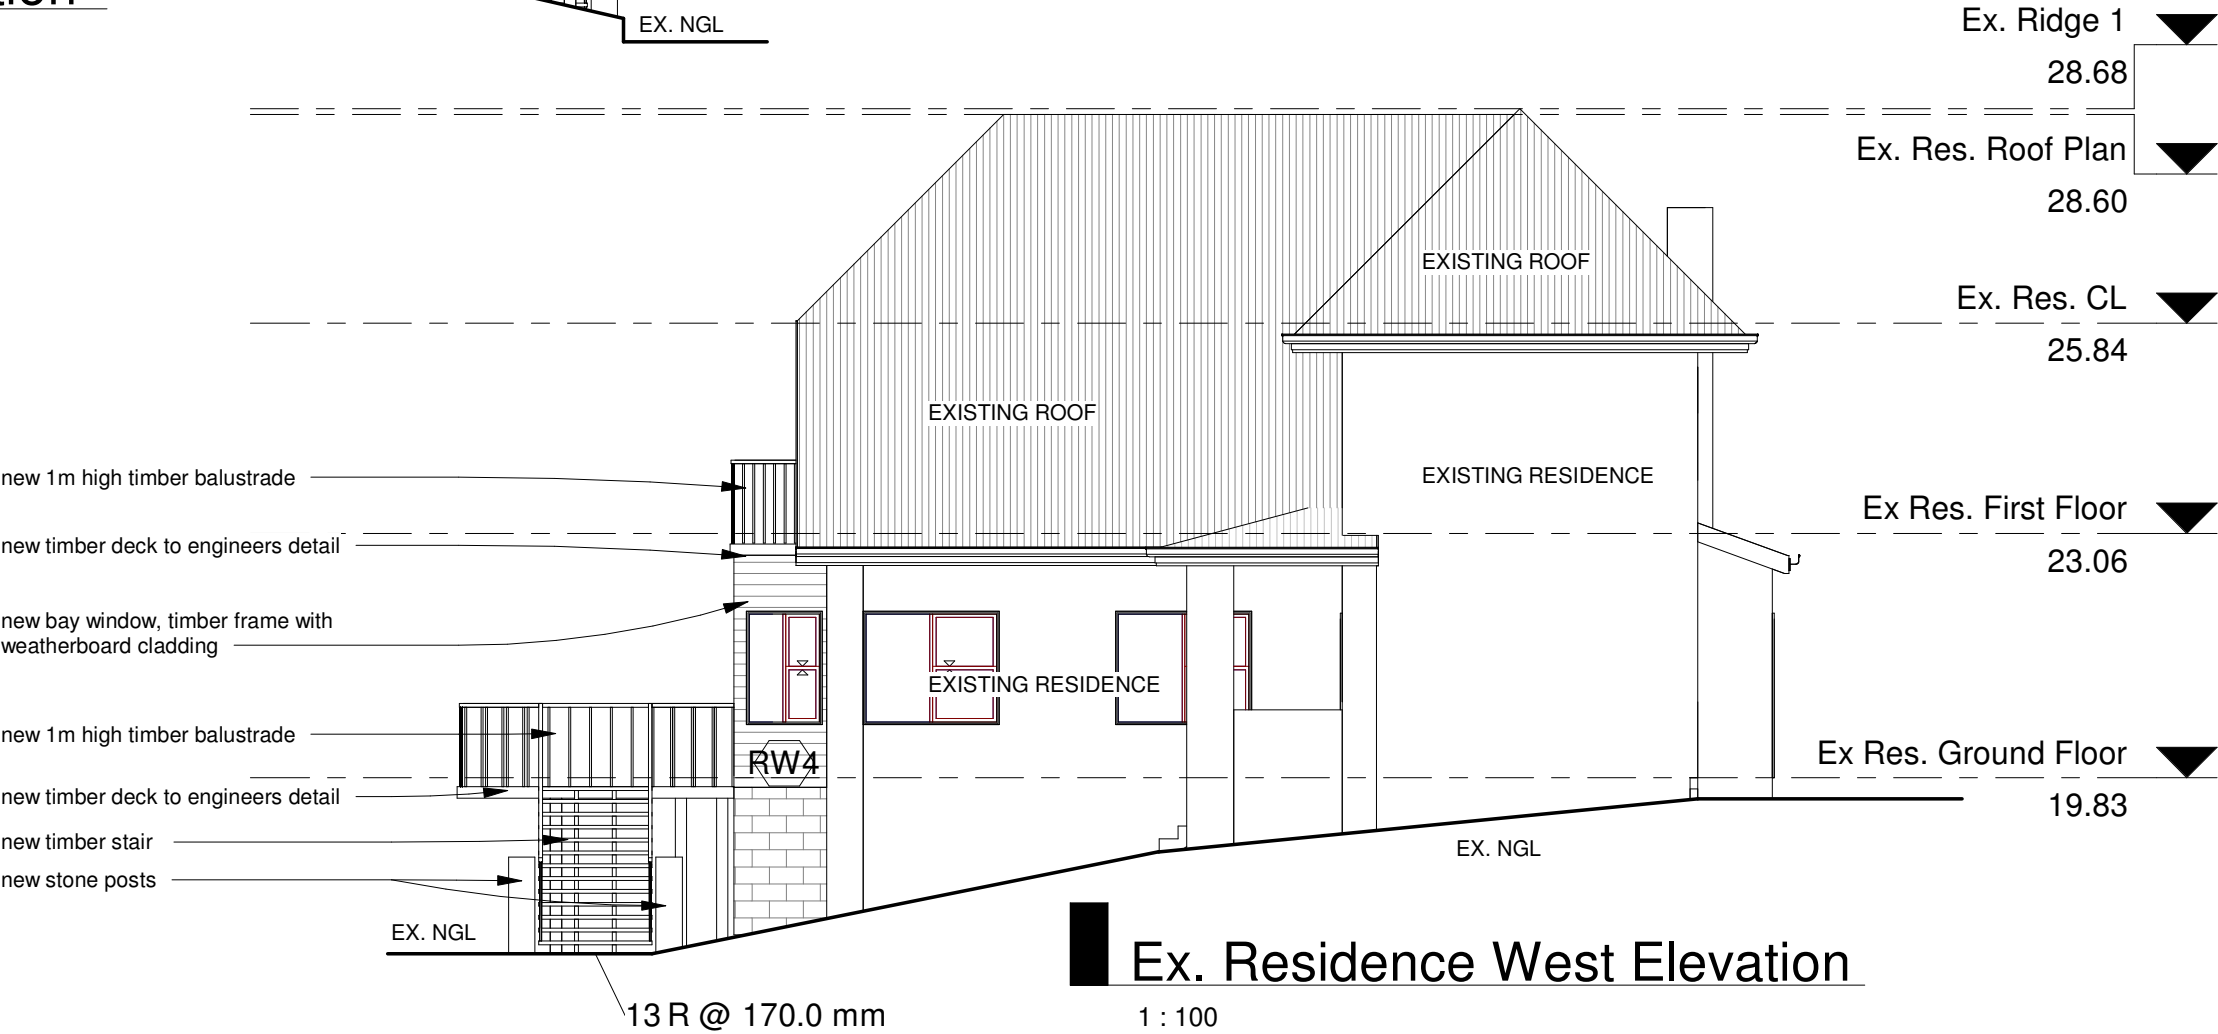 EX. NGL
Ex. Ridge 1
28.68
Ex. Res. Roof Plan
28.60
EXISTING ROOF
Ex. Res. CL
25.84
EXISTING ROOF
EXISTING RESIDENCE
new 1m high timber balustrade
Ex Res. First Floor
23.06
new timber deck to engineers detail
new bay window, timber frame with
weatherboard cladding
EXISTING RESIDENCE
new 1m high timber balustrade
RW4
Ex Res. Ground Floor
19.83
new timber deck to engineers detail
new timber stair
new stone posts
EX. NGL
EX. NGL
Ex. Residence West Elevation
13 R @ 170.0 mm
1 : 100